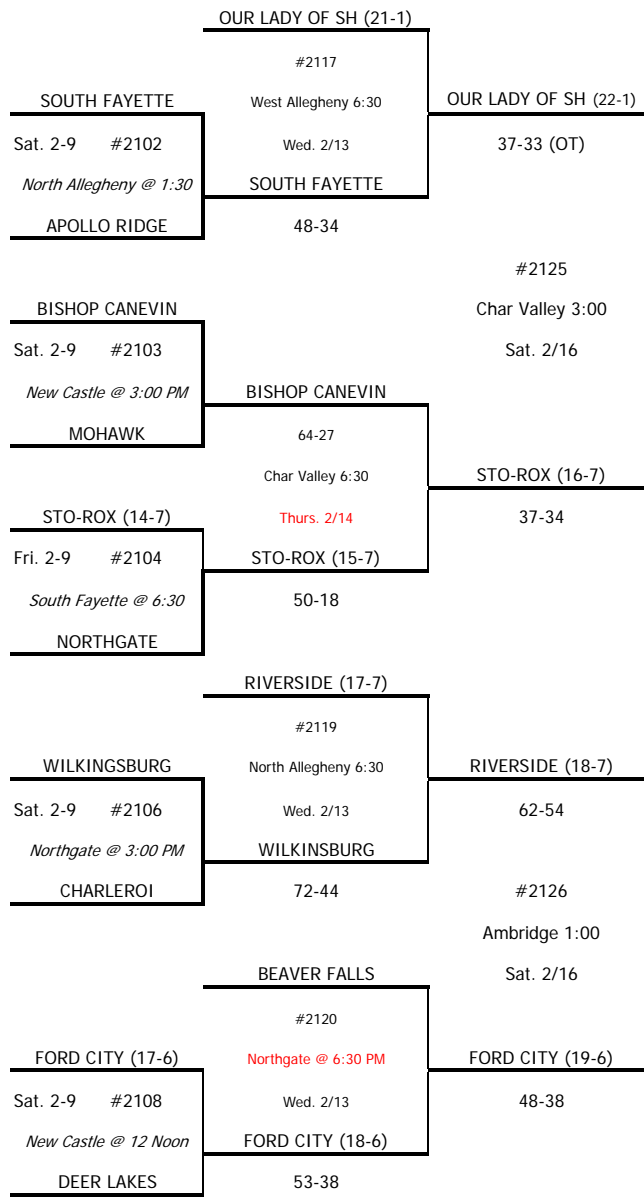 OUR LADY OF SH (21-1)
#2117
SOUTH FAYETTE
West Allegheny 6:30
OUR LADY OF SH (22-1)
Sat. 2-9 #2102
Wed. 2/13
37-33 (OT)
North Allegheny @ 1:30
SOUTH FAYETTE
APOLLO RIDGE
48-34
#2125
BISHOP CANEVIN
Char Valley 3:00
Sat. 2-9 #2103
Sat. 2/16
New Castle @ 3:00 PM
BISHOP CANEVIN
MOHAWK
64-27
Char Valley 6:30
STO-ROX (16-7)
STO-ROX (14-7)
Thurs. 2/14
37-34
Fri. 2-9 #2104
STO-ROX (15-7)
South Fayette @ 6:30
50-18
NORTHGATE
RIVERSIDE (17-7)
#2119
WILKINGSBURG
North Allegheny 6:30
RIVERSIDE (18-7)
Sat. 2-9 #2106
Wed. 2/13
62-54
Northgate @ 3:00 PM
WILKINSBURG
CHARLEROI
72-44
#2126
Ambridge 1:00
BEAVER FALLS
Sat. 2/16
#2120
FORD CITY (17-6)
Northgate @ 6:30 PM
FORD CITY (19-6)
Sat. 2-9 #2108
Wed. 2/13
48-38
New Castle @ 12 Noon
FORD CITY (18-6)
DEER LAKES
53-38